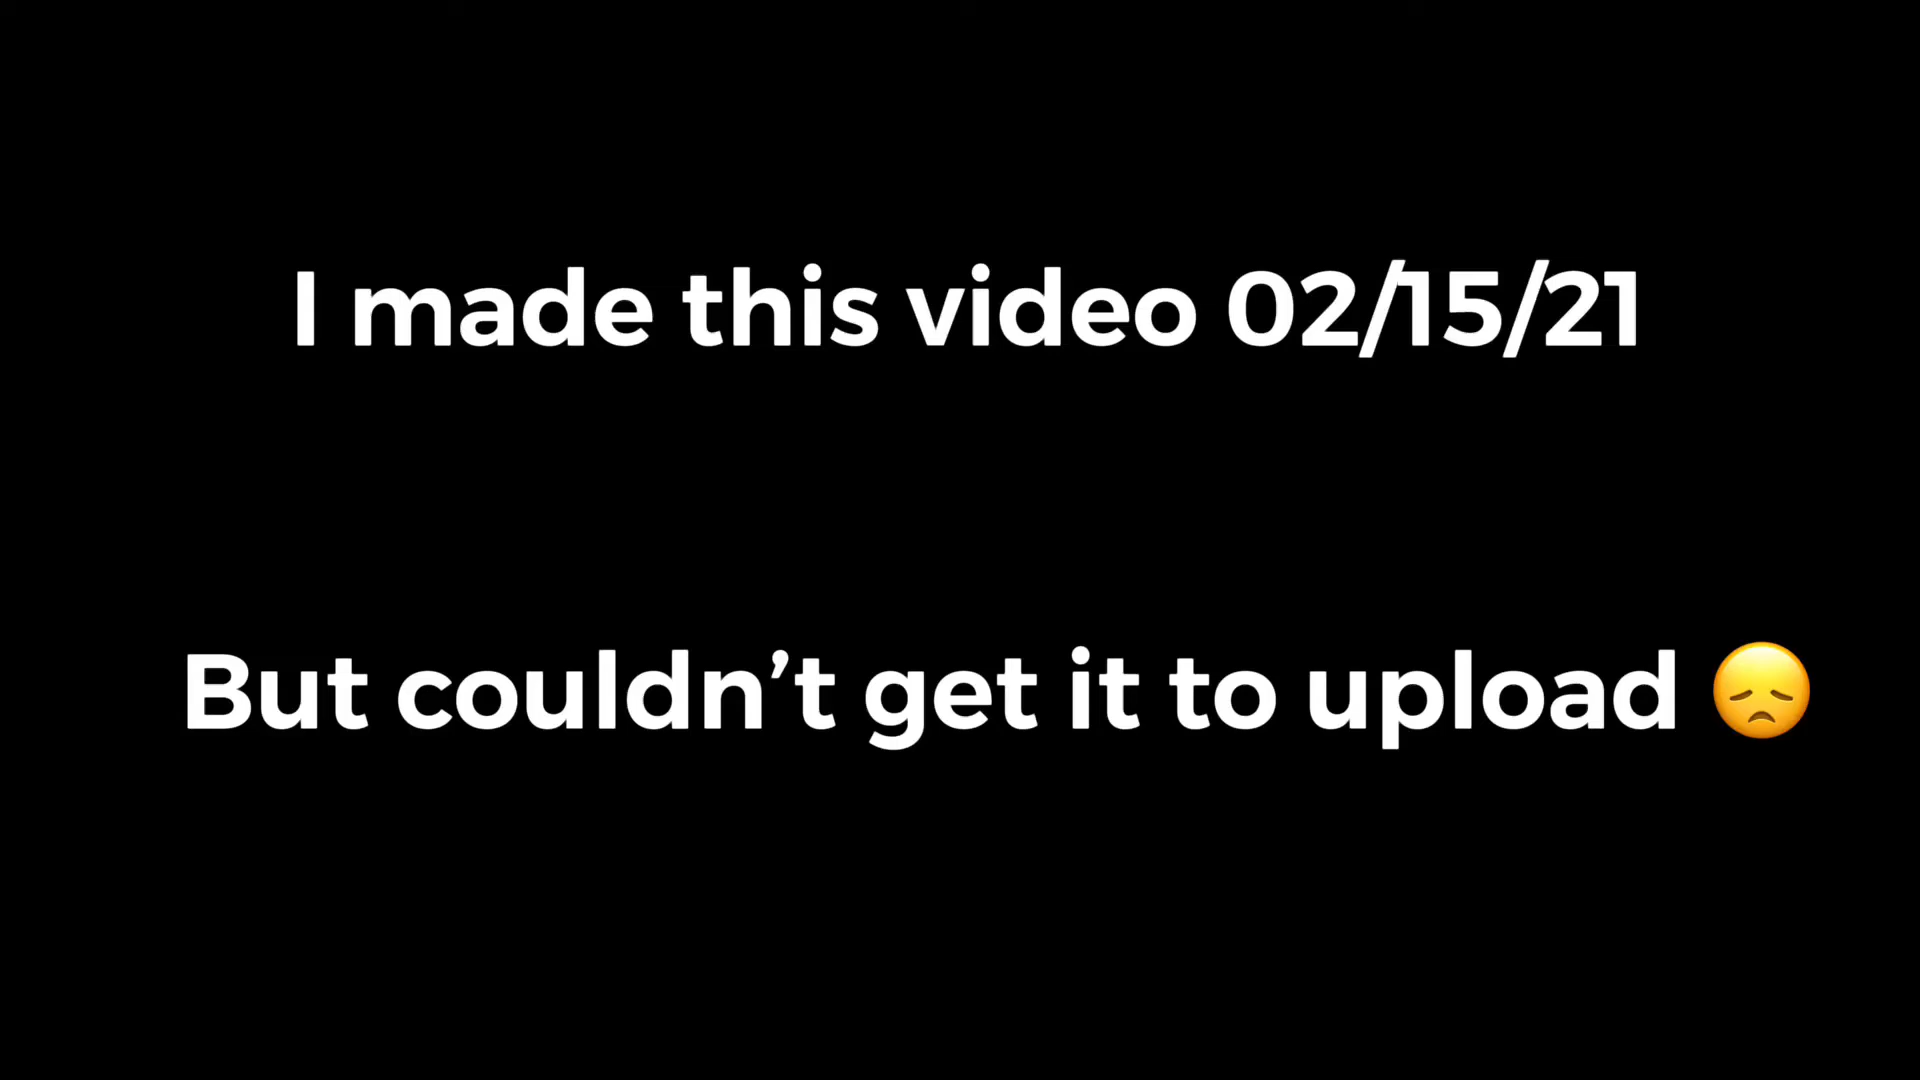 I made this video 02/15/21
But couldn’t get it to upload 😞